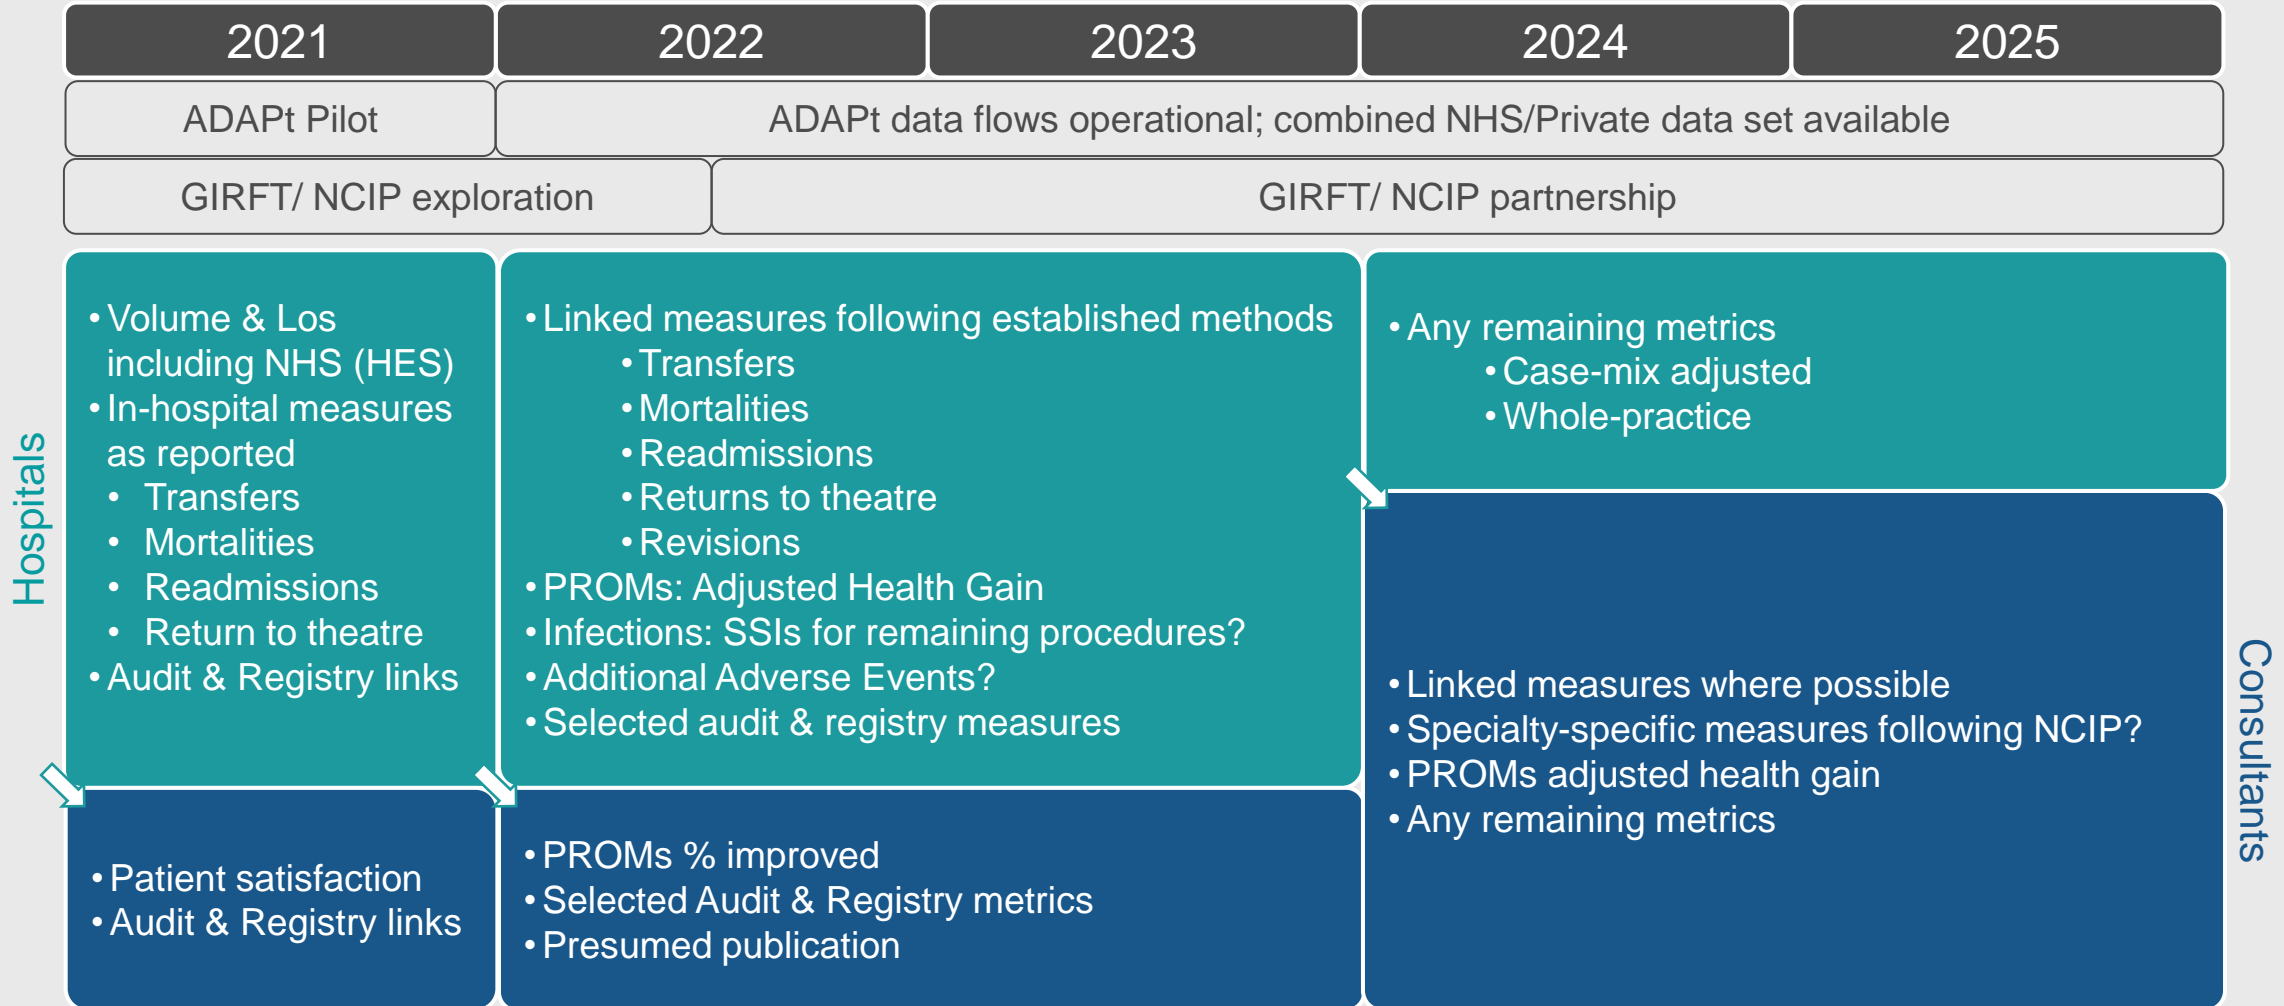 2021
2022
2023
2024
2025
ADAPt Pilot
ADAPt data flows operational; combined NHS/Private data set available
GIRFT/ NCIP exploration
GIRFT/ NCIP partnership
Hospitals
• Volume & Los
including NHS (HES)
• In-hospital measures
as reported
• Transfers
• Mortalities
• Readmissions
• Return to theatre
• Audit & Registry links
• Linked measures following established methods
• Transfers
• Mortalities
• Readmissions
• Returns to theatre
• Revisions
• PROMs: Adjusted Health Gain
• Infections: SSIs for remaining procedures?
• Additional Adverse Events?
• Selected audit & registry measures
• Any remaining metrics
• Case-mix adjusted
• Whole-practice
• Patient satisfaction
• Audit & Registry links
• PROMs % improved
• Selected Audit & Registry metrics
• Presumed publication
• Linked measures where possible
• Specialty-specific measures following NCIP?
• PROMs adjusted health gain
• Any remaining metrics
Consultants